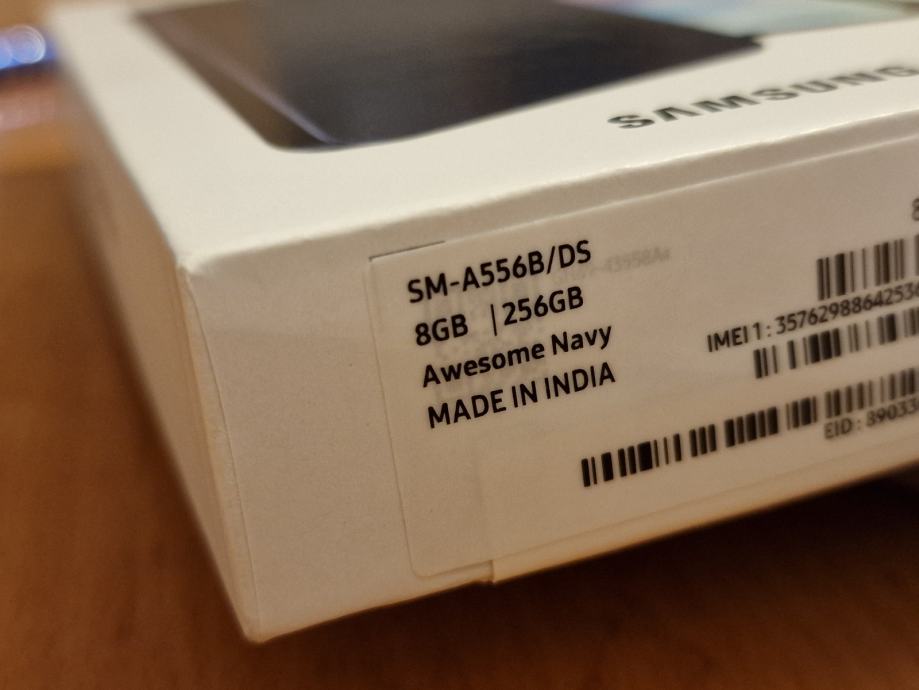 SAMSUNG
SM-A556B/DS
8GB | 256GB
Awesome Navy
MADE IN INDIA
IMEI 1 : 35762988642536
EID : 89033